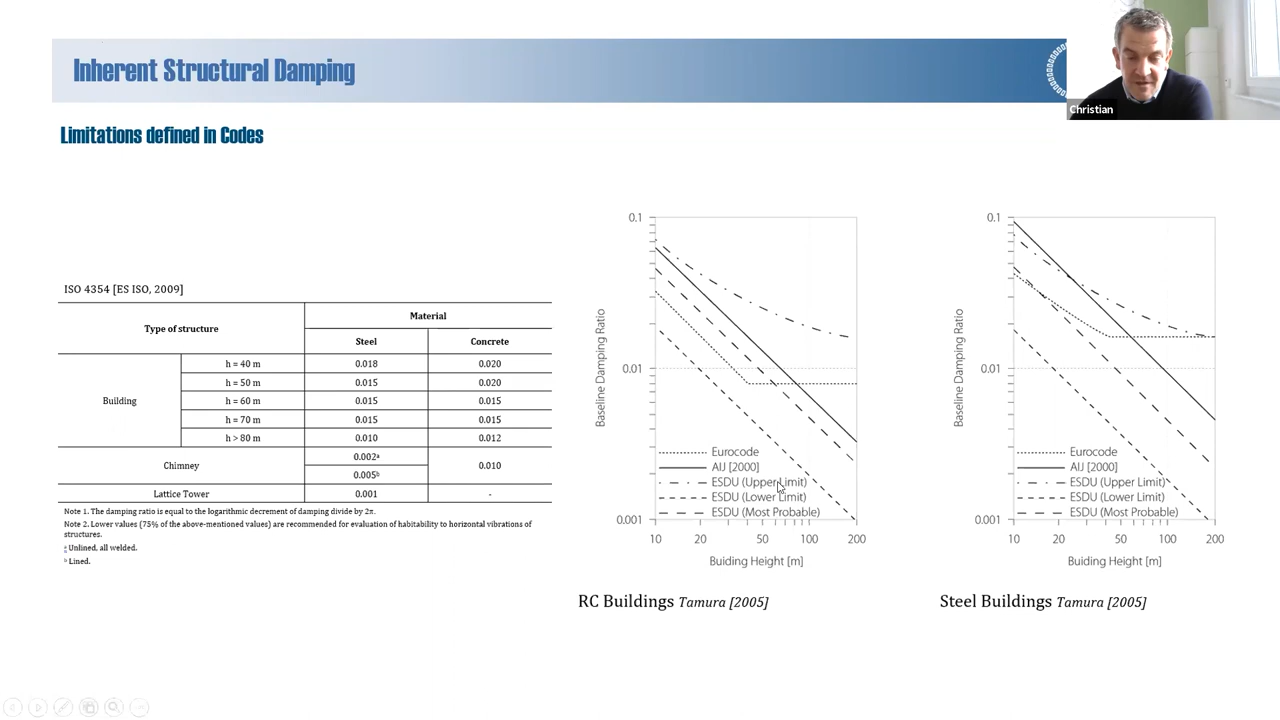 Inherent Structural Damping
Christian
Limitations defined in Codes
ISO 4354 [ES ISO, 2009]
Type of structure
Material
Steel
Concrete
Building
h = 40 m
0.018
0.020
h = 50 m
0.015
0.020
h = 60 m
0.015
0.015
h = 70 m
0.015
0.015
h > 80 m
0.010
0.012
Chimney
0.002ᵃ
0.005ᵇ
0.010
Lattice Tower
0.001
-
Note 1. The damping ratio is equal to the logarithmic decrement of damping divide by 2π.
Note 2. Lower values (75% of the above-mentioned values) are recommended for evaluation of habitability to horizontal vibrations of
structures.
ᵃ Unlined, all welded.
ᵇ Lined.
0.1
0.01
0.001
Baseline Damping Ratio
Eurocode
AIJ [2000]
ESDU (Upper Limit)
ESDU (Lower Limit)
ESDU (Most Probable)
10 20 50 100 200
Buiding Height [m]
RC Buildings Tamura [2005]
0.1
0.01
0.001
Baseline Damping Ratio
Eurocode
AIJ [2000]
ESDU (Upper Limit)
ESDU (Lower Limit)
ESDU (Most Probable)
10 20 50 100 200
Buiding Height [m]
Steel Buildings Tamura [2005]